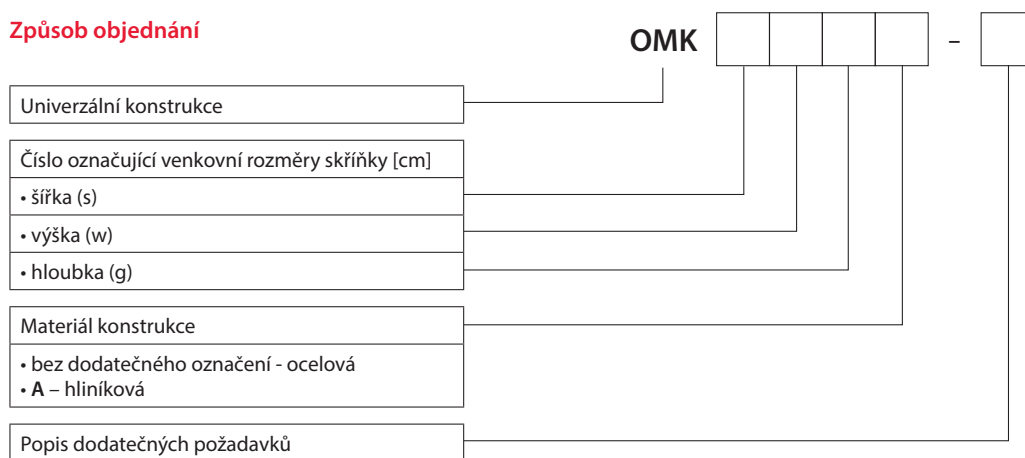 Způsob objednání
OMK –
Univerzální konstrukce
Číslo označující venkovní rozměry skříňky [cm]
• šířka (s)
• výška (w)
• hloubka (g)
Materiál konstrukce
• bez dodatečného označení - ocelová
• A – hliníková
Popis dodatečných požadavků